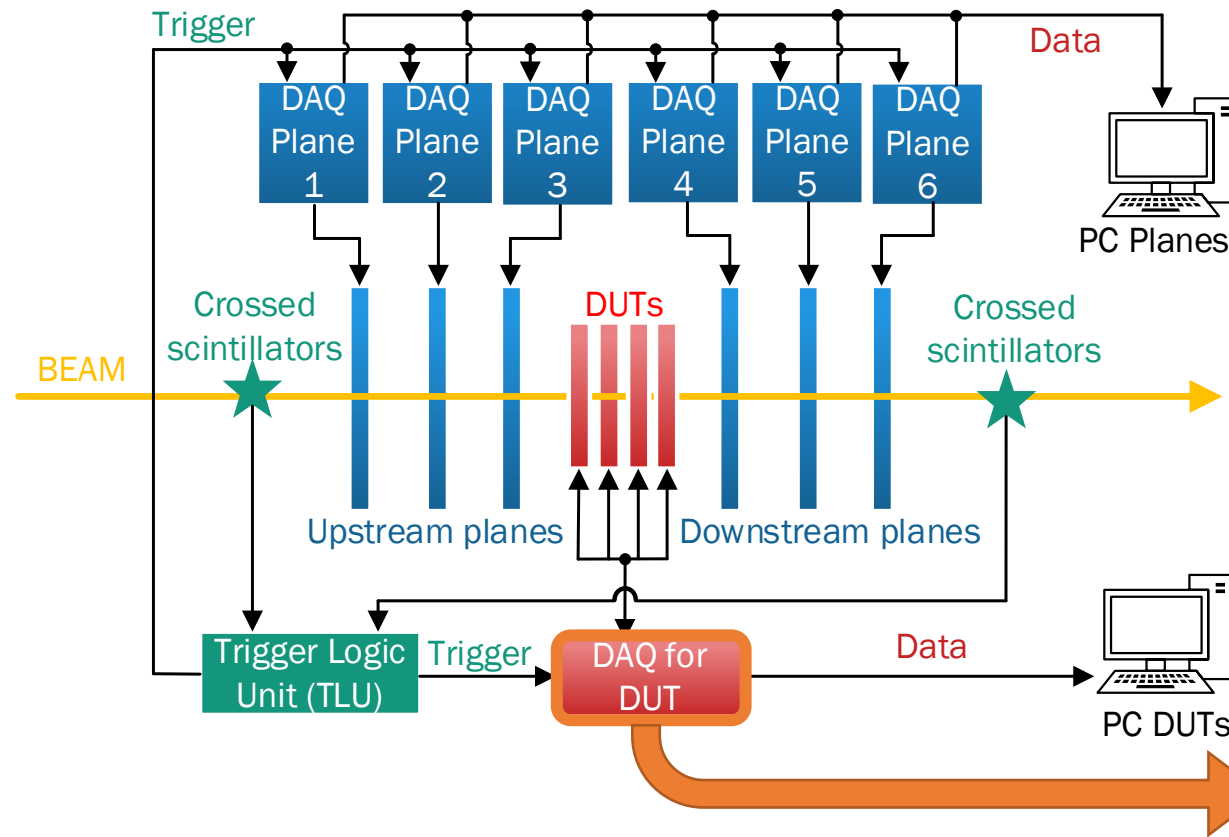 Trigger
Data
DAQ
Plane
1
DAQ
Plane
2
DAQ
Plane
3
DAQ
Plane
4
DAQ
Plane
5
DAQ
Plane
6
PC Planes
Crossed
scintillators
DUTs
Crossed
scintillators
BEAM
Upstream planes
Downstream planes
Trigger Logic
Unit (TLU)
Trigger
DAQ for
DUT
Data
PC DUTs